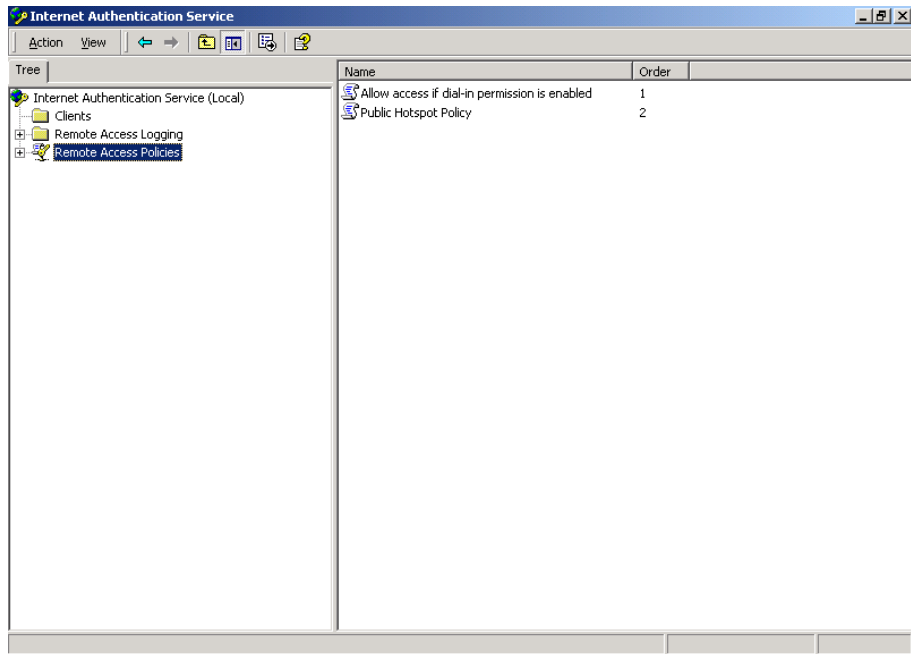 Internet Authentication Service
Action View
Tree
Name Order
Internet Authentication Service (Local)
Clients
Remote Access Logging
Remote Access Policies
Allow access if dial-in permission is enabled 1
Public Hotspot Policy 2